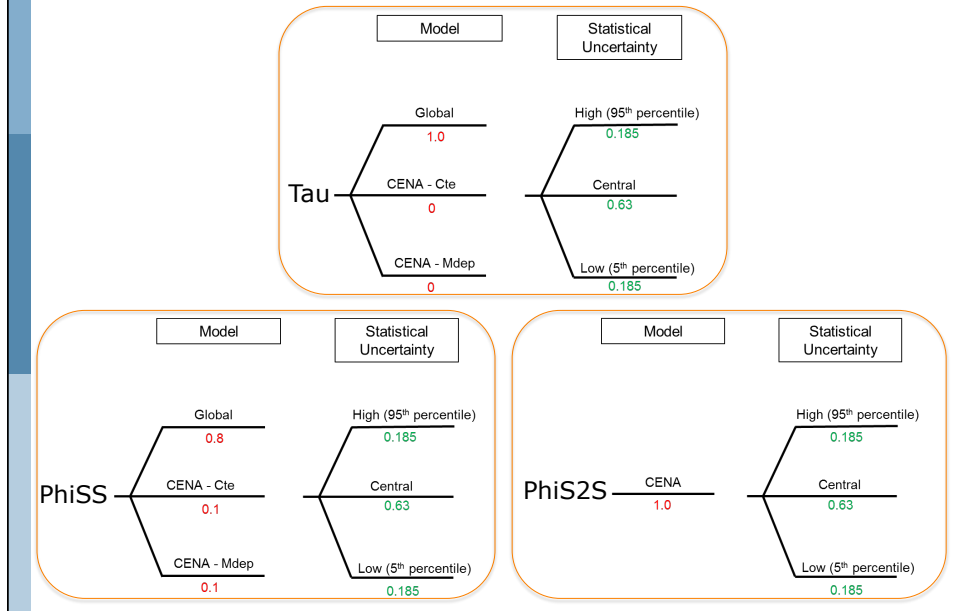 Model
Statistical
Uncertainty
Global
1.0
High (95th percentile)
0.185
Tau
CENA - Cte
0
Central
0.63
CENA - Mdep
0
Low (5th percentile)
0.185
Model
Statistical
Uncertainty
Global
0.8
High (95th percentile)
0.185
PhiSS
CENA - Cte
0.1
Central
0.63
CENA - Mdep
0.1
Low (5th percentile)
0.185
Model
Statistical
Uncertainty
High (95th percentile)
0.185
PhiS2S
CENA
1.0
Central
0.63
Low (5th percentile)
0.185